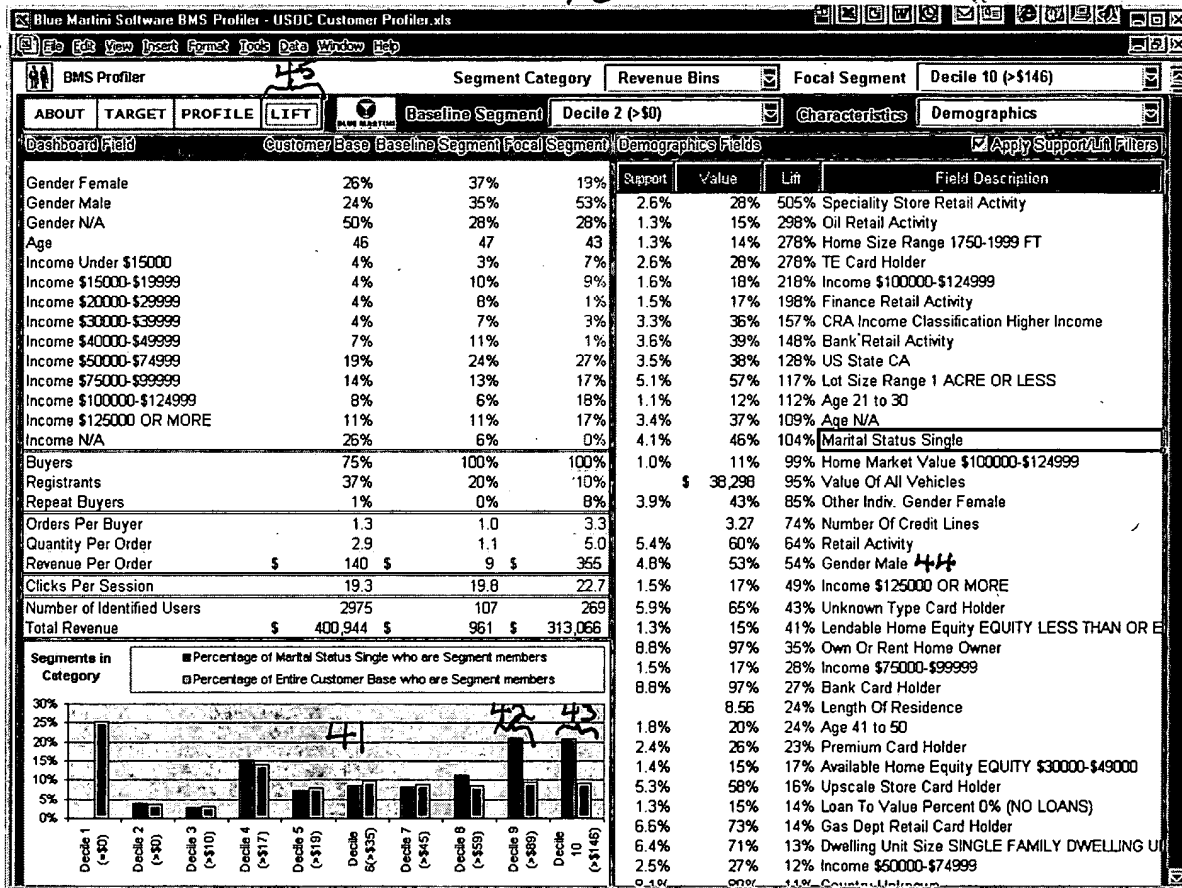 Blue Martini Software BMS Profiler - USOC Customer Profiler.xls
File Edit View Insert Format Tools Data Window Help
45
BMS Profiler Segment Category Revenue Bins Focal Segment Decile 10 (>$146)
ABOUT TARGET PROFILE LIFT BLUE MARTINI Baseline Segment Decile 2 (>$0) Characteristics Demographics
Dashboard Field Customer Base Baseline Segment Focal Segment
Gender Female 26% 37% 19%
Gender Male 24% 35% 53%
Gender N/A 50% 28% 28%
Age 46 47 43
Income Under $15000 4% 3% 7%
Income $15000-$19999 4% 10% 9%
Income $20000-$29999 4% 8% 1%
Income $30000-$39999 4% 7% 3%
Income $40000-$49999 7% 11% 1%
Income $50000-$74999 19% 24% 27%
Income $75000-$99999 14% 13% 17%
Income $100000-$124999 8% 6% 18%
Income $125000 OR MORE 11% 11% 17%
Income N/A 26% 6% 0%
Buyers 75% 100% 100%
Registrants 37% 20% 10%
Repeat Buyers 1% 0% 8%
Orders Per Buyer 1.3 1.0 3.3
Quantity Per Order 2.9 1.1 5.0
Revenue Per Order $ 140 $ 9 $ 355
Clicks Per Session 19.3 19.8 22.7
Number of Identified Users 2975 107 269
Total Revenue $ 400,944 $ 961 $ 313,066
Segments in Category
Percentage of Marital Status Single who are Segment members
Percentage of Entire Customer Base who are Segment members
30%
25%
20%
15%
10%
5%
0%
41
42
43
Decile 1 (=$0)
Decile 2 (>$0)
Decile 3 (>$10)
Decile 4 (>$17)
Decile 5 (>$19)
Decile 6(>$35)
Decile 7 (>$45)
Decile 8 (>$59)
Decile 9 (>$89)
Decile 10 (>$146)
Demographics Fields Apply Support/Lift Filters
Support Value Lift Field Description
2.6% 28% 505% Speciality Store Retail Activity
1.3% 15% 298% Oil Retail Activity
1.3% 14% 278% Home Size Range 1750-1999 FT
2.6% 28% 278% TE Card Holder
1.6% 18% 218% Income $100000-$124999
1.5% 17% 198% Finance Retail Activity
3.3% 36% 157% CRA Income Classification Higher Income
3.6% 39% 148% Bank Retail Activity
3.5% 38% 128% US State CA
5.1% 57% 117% Lot Size Range 1 ACRE OR LESS
1.1% 12% 112% Age 21 to 30
3.4% 37% 109% Age N/A
4.1% 46% 104% Marital Status Single
1.0% 11% 99% Home Market Value $100000-$124999
$ 38,298 95% Value Of All Vehicles
3.9% 43% 85% Other Indiv. Gender Female
3.27 74% Number Of Credit Lines
5.4% 60% 64% Retail Activity
4.8% 53% 54% Gender Male 44
1.5% 17% 49% Income $125000 OR MORE
5.9% 65% 43% Unknown Type Card Holder
1.3% 15% 41% Lendable Home Equity EQUITY LESS THAN OR E
8.8% 97% 35% Own Or Rent Home Owner
1.5% 17% 28% Income $75000-$99999
8.8% 97% 27% Bank Card Holder
8.56 24% Length Of Residence
1.8% 20% 24% Age 41 to 50
2.4% 26% 23% Premium Card Holder
1.4% 15% 17% Available Home Equity EQUITY $30000-$49000
5.3% 58% 16% Upscale Store Card Holder
1.3% 15% 14% Loan To Value Percent 0% (NO LOANS)
6.6% 73% 14% Gas Dept Retail Card Holder
6.4% 71% 13% Dwelling Unit Size SINGLE FAMILY DWELLING U
2.5% 27% 12% Income $50000-$74999